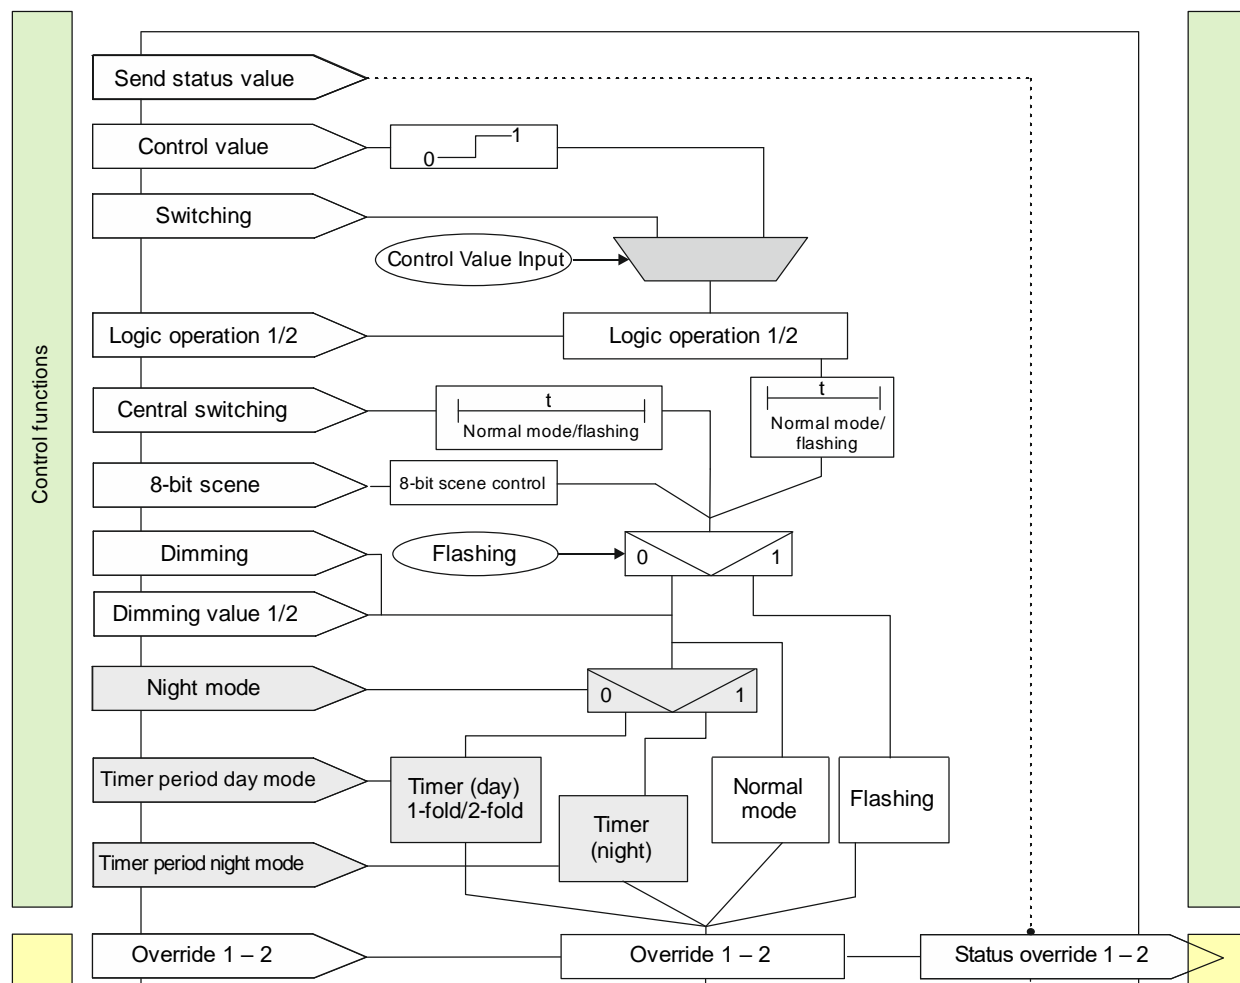 Control functions
Send status value
Control value
0
1
Switching
Control Value Input
Logic operation 1/2
Logic operation 1/2
Central switching
t
Normal mode/flashing
t
Normal mode/
flashing
8-bit scene
8-bit scene control
Dimming
Flashing
0
1
Dimming value 1/2
Night mode
0
1
Timer period day mode
Timer (day)
1-fold/2-fold
Timer
(night)
Normal
mode
Flashing
Timer period night mode
Override 1 – 2
Override 1 – 2
Status override 1 – 2